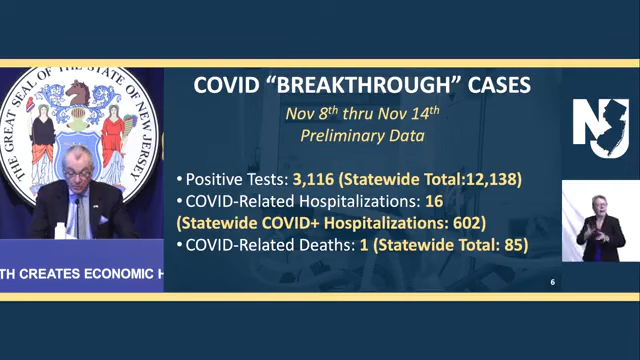 COVID “BREAKTHROUGH” CASES
Nov 8th thru Nov 14th
Preliminary Data
• Positive Tests: 3,116 (Statewide Total:12,138)
• COVID-Related Hospitalizations: 16
(Statewide COVID+ Hospitalizations: 602)
• COVID-Related Deaths: 1 (Statewide Total: 85)
6
THE GREAT SEAL OF THE STATE OF NEW JERSEY
TH CREATES ECONOMIC H
NJ